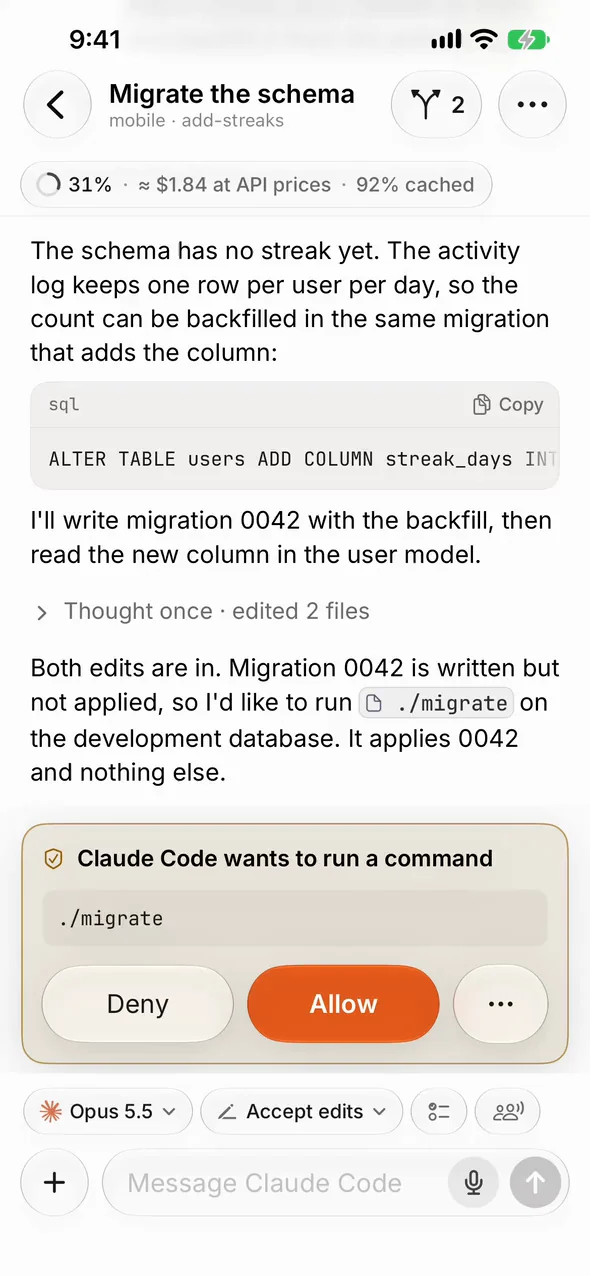 9:41
Migrate the schema
2
mobile · add-streaks
31% · ≈ $1.84 at API prices · 92% cached
The schema has no streak yet. The activity
log keeps one row per user per day, so the
count can be backfilled in the same migration
that adds the column:
sql
Copy
ALTER TABLE users ADD COLUMN streak_days INT
I'll write migration 0042 with the backfill, then
read the new column in the user model.
Thought once · edited 2 files
Both edits are in. Migration 0042 is written but
not applied, so I'd like to run ./migrate on
the development database. It applies 0042
and nothing else.
Claude Code wants to run a command
./migrate
Deny
Allow
Opus 5.5
Accept edits
Message Claude Code